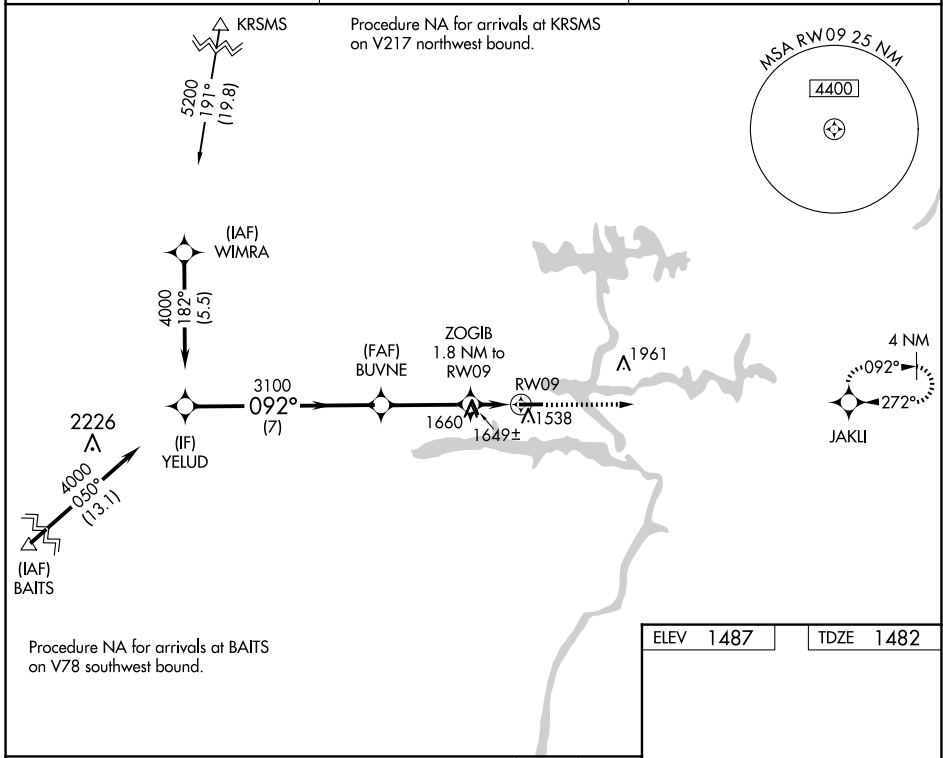 KRSMS
Procedure NA for arrivals at KRSMS
on V217 northwest bound.
MSA RW09 25 NM
4400
5200
191°
(19.8)
(IAF)
WIMRA
4000
182°
(5.5)
ZOGIB
1.8 NM to
RW09
(FAF)
BUVNE
1961
4 NM
092°
272°
JAKLI
RW09
3100
092°
(7)
1660
1649±
1538
2226
(IF)
YELUD
4000
050°
(13.1)
(IAF)
BAITS
Procedure NA for arrivals at BAITS
on V78 southwest bound.
ELEV 1487
TDZE 1482